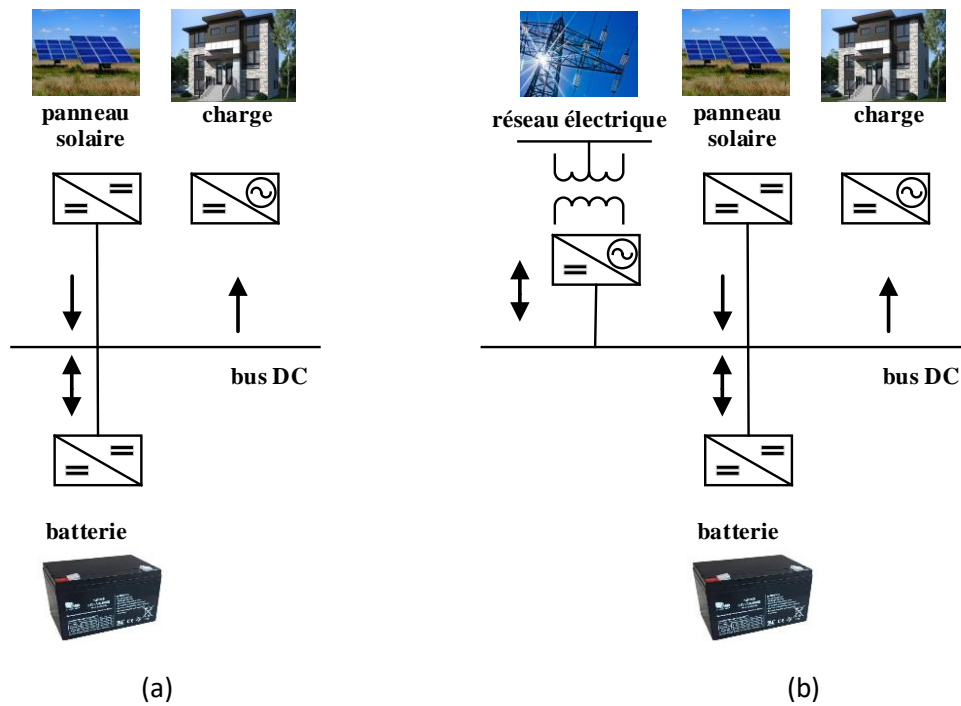 panneau
solaire
charge
bus DC
batterie
(a)
réseau électrique
panneau
solaire
charge
bus DC
batterie
(b)